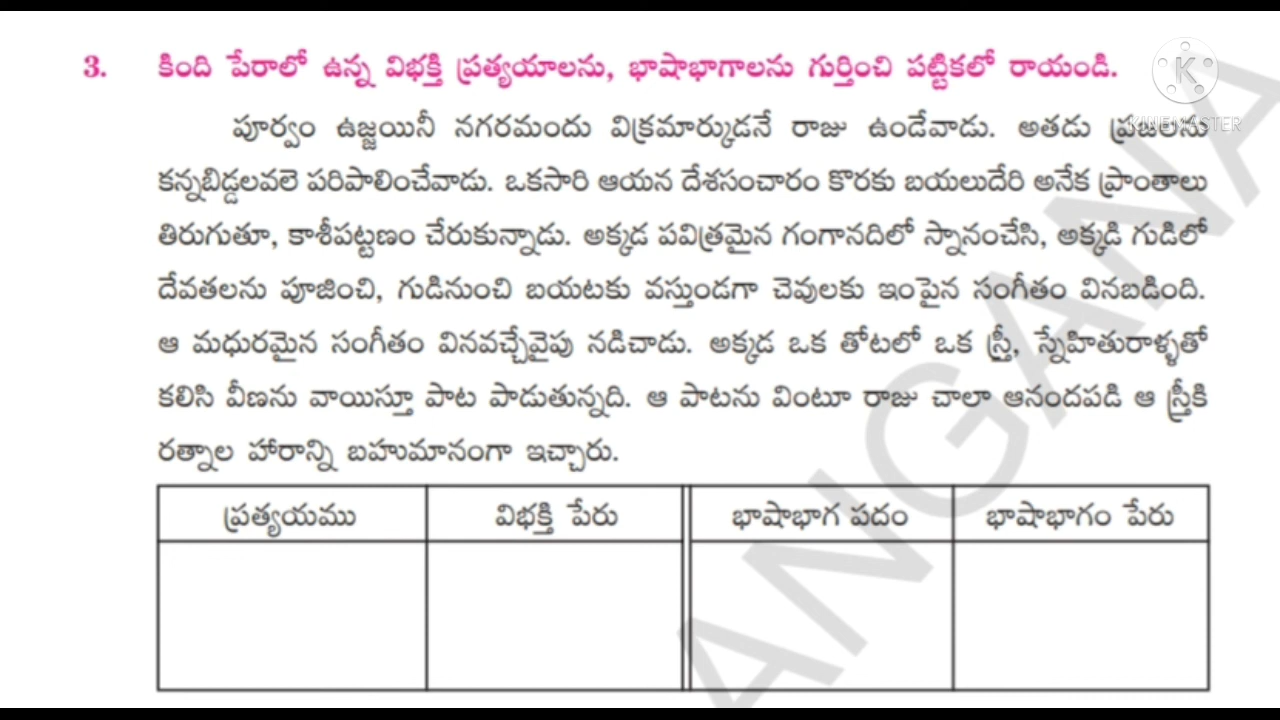 3. కింది పేరాలో ఉన్న విభక్తి ప్రత్యయాలను, భాషాభాగాలను గుర్తించి పట్టికలో రాయండి.
K
KINEMASTER
పూర్వం ఉజ్జయినీ నగరమందు విక్రమార్కుడనే రాజు ఉండేవాడు. అతడు ప్రజలను
కన్నబిడ్డలవలె పరిపాలించేవాడు. ఒకసారి ఆయన దేశసంచారం కొరకు బయలుదేరి అనేక ప్రాంతాలు
తిరుగుతూ, కాశీపట్టణం చేరుకున్నాడు. అక్కడ పవిత్రమైన గంగానదిలో స్నానంచేసి, అక్కడి గుడిలో
దేవతలను పూజించి, గుడినుంచి బయటకు వస్తుండగా చెవులకు ఇంపైన సంగీతం వినబడింది.
ఆ మధురమైన సంగీతం వినవచ్చేవైపు నడిచాడు. అక్కడ ఒక తోటలో ఒక స్త్రీ, స్నేహితురాళ్ళతో
కలిసి వీణను వాయిస్తూ పాట పాడుతున్నది. ఆ పాటను వింటూ రాజు చాలా ఆనందపడి ఆ స్త్రీకి
రత్నాల హారాన్ని బహుమానంగా ఇచ్చారు.
ప్రత్యయము విభక్తి పేరు భాషాభాగ పదం భాషాభాగం పేరు
ANGANA